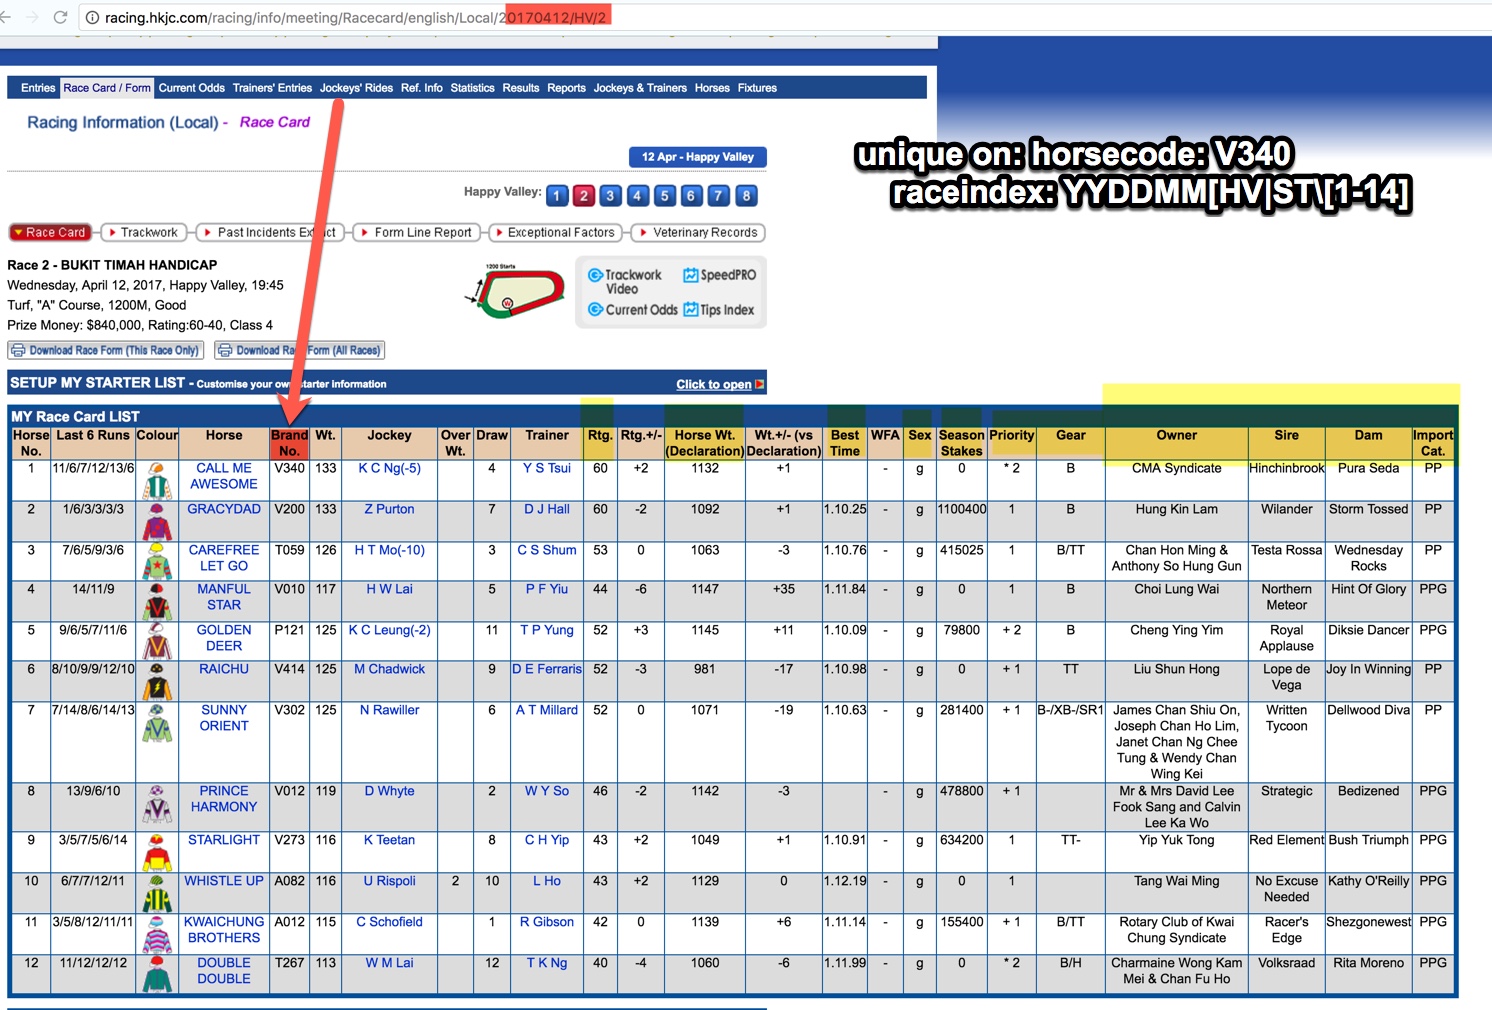 racing.hkjc.com/racing/info/meeting/Racecard/english/Local/20170412/HV/2
Entries Race Card / Form Current Odds Trainers' Entries Jockeys' Rides Ref. Info Statistics Results Reports Jockeys & Trainers Horses Fixtures
Racing Information (Local) - Race Card
unique on: horsecode: V340
raceindex: YYDDMM[HV|ST\[1-14]
12 Apr - Happy Valley
Happy Valley: 1 2 3 4 5 6 7 8
Race Card Trackwork Past Incidents Extract Form Line Report Exceptional Factors Veterinary Records
Race 2 - BUKIT TIMAH HANDICAP
Wednesday, April 12, 2017, Happy Valley, 19:45
Turf, "A" Course, 1200M, Good
Prize Money: $840,000, Rating:60-40, Class 4
1200 Starts
W
Trackwork Video SpeedPRO
Current Odds Tips Index
Download Race Form (This Race Only) Download Race Form (All Races)
SETUP MY STARTER LIST - Customise your own starter information Click to open
MY Race Card LIST
Horse No. Last 6 Runs Colour Horse Brand No. Wt. Jockey Over Wt. Draw Trainer Rtg. Rtg.+/- Horse Wt. (Declaration) Wt.+/- (vs Declaration) Best Time WFA Sex Season Stakes Priority Gear Owner Sire Dam Import Cat.
1 11/6/7/12/13/6 CALL ME AWESOME V340 133 K C Ng(-5) 4 Y S Tsui 60 +2 1132 +1 - g 0 * 2 B CMA Syndicate Hinchinbrook Pura Seda PP
2 1/6/3/3/3/3 GRACYDAD V200 133 Z Purton 7 D J Hall 60 -2 1092 +1 1.10.25 - g 1100400 1 B Hung Kin Lam Wilander Storm Tossed PP
3 7/6/5/9/3/6 CAREFREE LET GO T059 126 H T Mo(-10) 3 C S Shum 53 0 1063 -3 1.10.76 - g 415025 1 B/TT Chan Hon Ming & Anthony So Hung Gun Testa Rossa Wednesday Rocks PP
4 14/11/9 MANFUL STAR V010 117 H W Lai 5 P F Yiu 44 -6 1147 +35 1.11.84 - g 0 1 B Choi Lung Wai Northern Meteor Hint Of Glory PPG
5 9/6/5/7/11/6 GOLDEN DEER P121 125 K C Leung(-2) 11 T P Yung 52 +3 1145 +11 1.10.09 - g 79800 + 2 B Cheng Ying Yim Royal Applause Diksie Dancer PPG
6 8/10/9/9/12/10 RAICHU V414 125 M Chadwick 9 D E Ferraris 52 -3 981 -17 1.10.98 - g 0 + 1 TT Liu Shun Hong Lope de Vega Joy In Winning PP
7 7/14/8/6/14/13 SUNNY ORIENT V302 125 N Rawiller 6 A T Millard 52 0 1071 -19 1.10.63 - g 281400 + 1 B-/XB-/SR1 James Chan Shiu On, Joseph Chan Ho Lim, Janet Chan Ng Chee Tung & Wendy Chan Wing Kei Written Tycoon Dellwood Diva PP
8 13/9/6/10 PRINCE HARMONY V012 119 D Whyte 2 W Y So 46 -2 1142 -3 - g 478800 + 1 Mr & Mrs David Lee Fook Sang and Calvin Lee Ka Wo Strategic Bedizened PPG
9 3/5/7/5/6/14 STARLIGHT V273 116 K Teetan 8 C H Yip 43 +2 1049 +1 1.10.91 - g 634200 1 TT- Yip Yuk Tong Red Element Bush Triumph PPG
10 6/7/7/12/11 WHISTLE UP A082 116 U Rispoli 2 10 L Ho 43 +2 1129 0 1.12.19 - g 0 1 Tang Wai Ming No Excuse Needed Kathy O'Reilly PPG
11 3/5/8/12/11/11 KWAICHUNG BROTHERS A012 115 C Schofield 1 R Gibson 42 0 1139 +6 1.11.14 - g 155400 + 1 B/TT Rotary Club of Kwai Chung Syndicate Racer's Edge Shezgonewest PPG
12 11/12/12/12 DOUBLE DOUBLE T267 113 W M Lai 12 T K Ng 40 -4 1060 -6 1.11.99 - g 0 * 2 B/H Charmaine Wong Kam Mei & Chan Fu Ho Volksraad Rita Moreno PPG